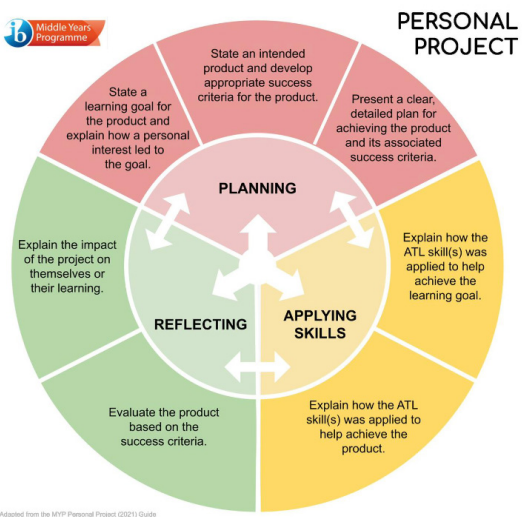 ib Middle Years
Programme
PERSONAL
PROJECT
State a
learning goal for
the product and
explain how a personal
interest led to
the goal.
State an intended
product and develop
appropriate success
criteria for the product.
Present a clear,
detailed plan for
achieving the product
and its associated
success criteria.
PLANNING
Explain the impact
of the project on
themselves or
their learning.
REFLECTING
APPLYING
SKILLS
Explain how the
ATL skill(s) was
applied to help
achieve the
learning goal.
Evaluate the product
based on the
success criteria.
Explain how the ATL
skill(s) was applied to
help achieve the
product.
Adapted from the MYP Personal Project (2021) Guide